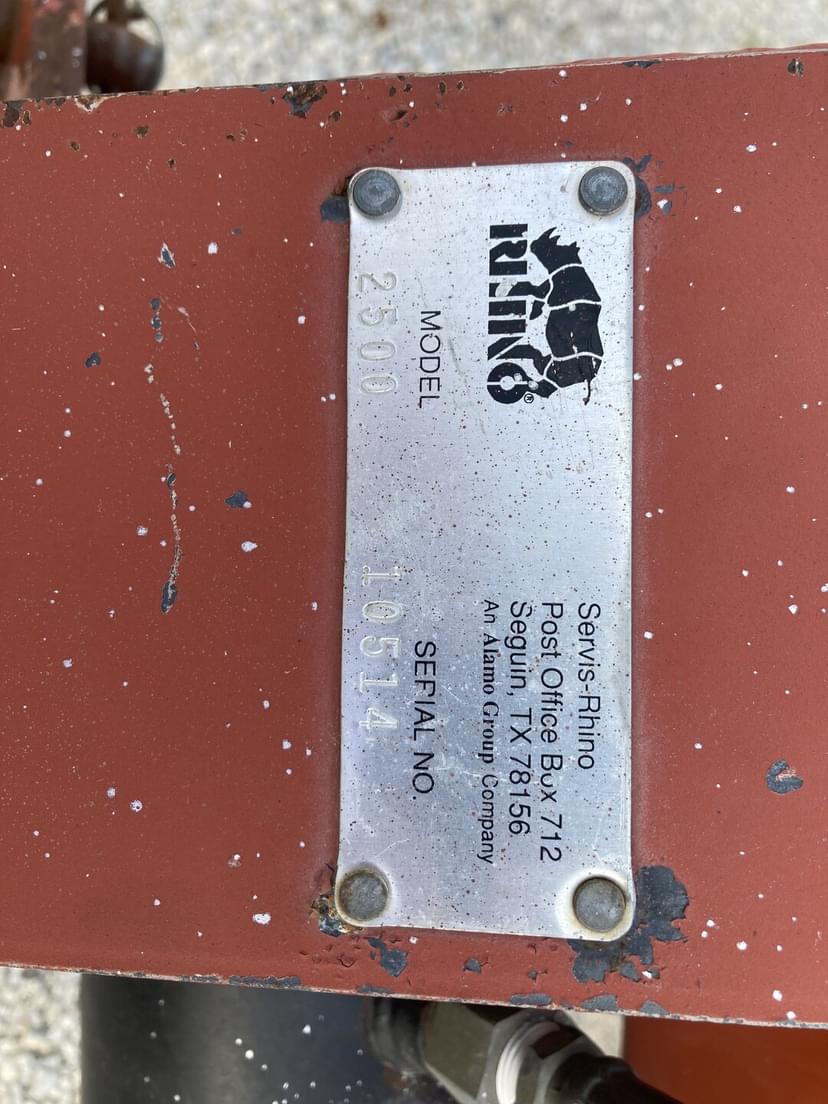 RHINO®
Servis-Rhino
Post Office Box 712
Seguin, TX 78156
An Alamo Group Company
MODEL
2500
SERIAL NO.
10514